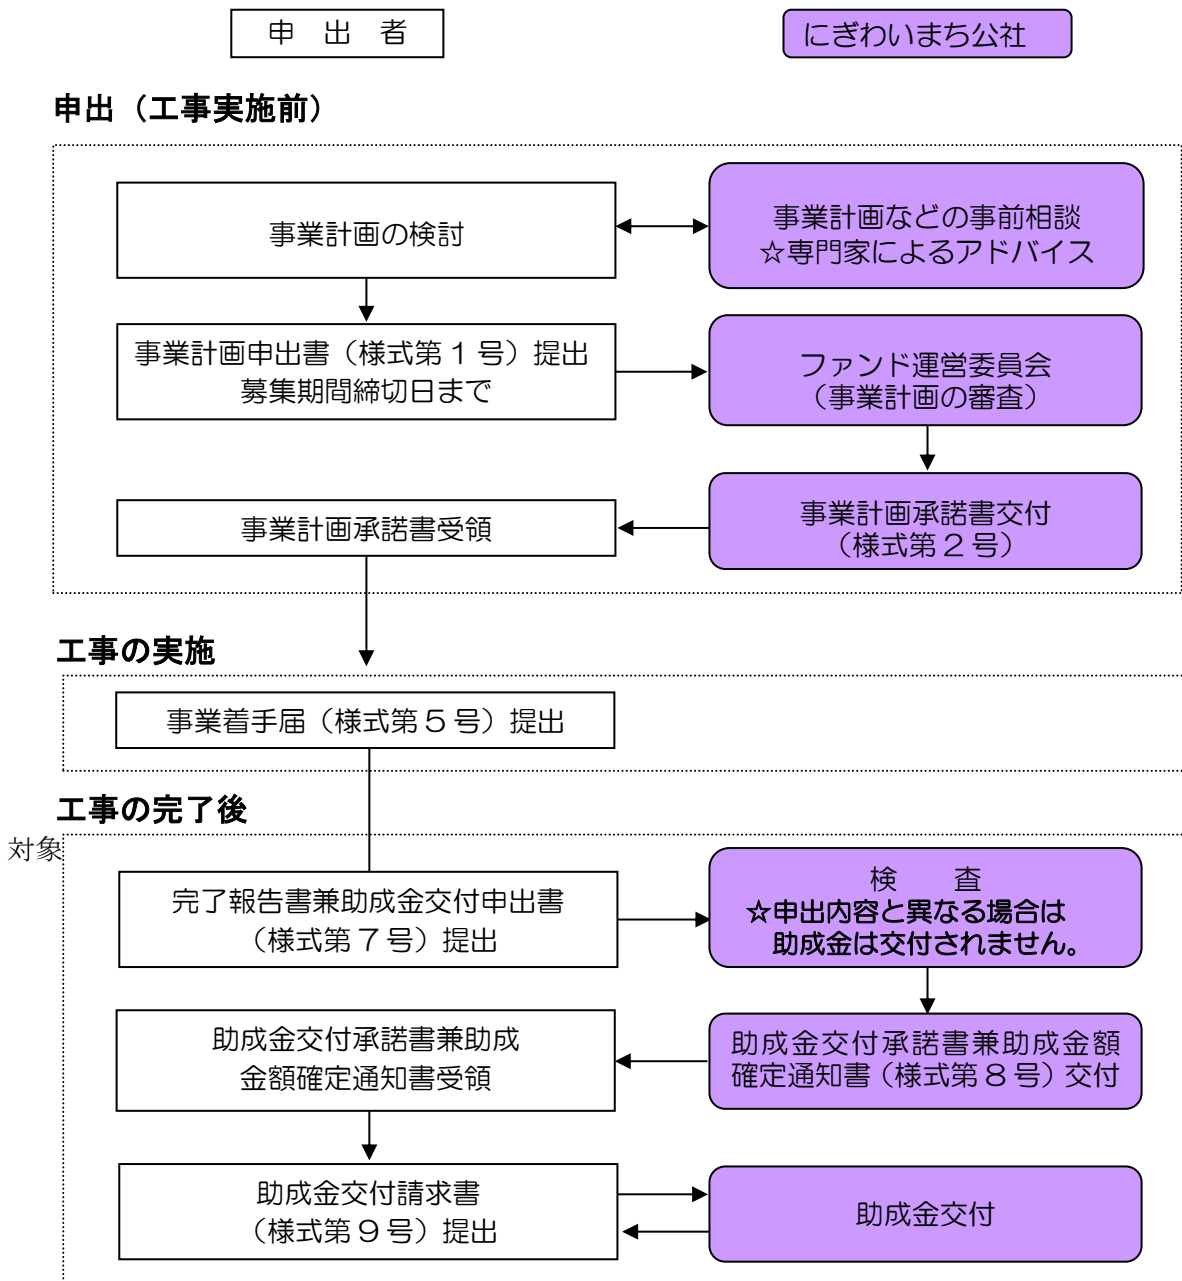 申　出　者
にぎわいまち公社
申出（工事実施前）
事業計画の検討
事業計画などの事前相談
☆専門家によるアドバイス
事業計画申出書（様式第１号）提出
募集期間締切日まで
ファンド運営委員会
（事業計画の審査）
事業計画承諾書受領
事業計画承諾書交付
（様式第２号）
工事の実施
事業着手届（様式第５号）提出
工事の完了後
対象
完了報告書兼助成金交付申出書
（様式第７号）提出
検　　査
☆申出内容と異なる場合は
助成金は交付されません。
助成金交付承諾書兼助成
金額確定通知書受領
助成金交付承諾書兼助成金額
確定通知書（様式第８号）交付
助成金交付請求書
（様式第９号）提出
助成金交付